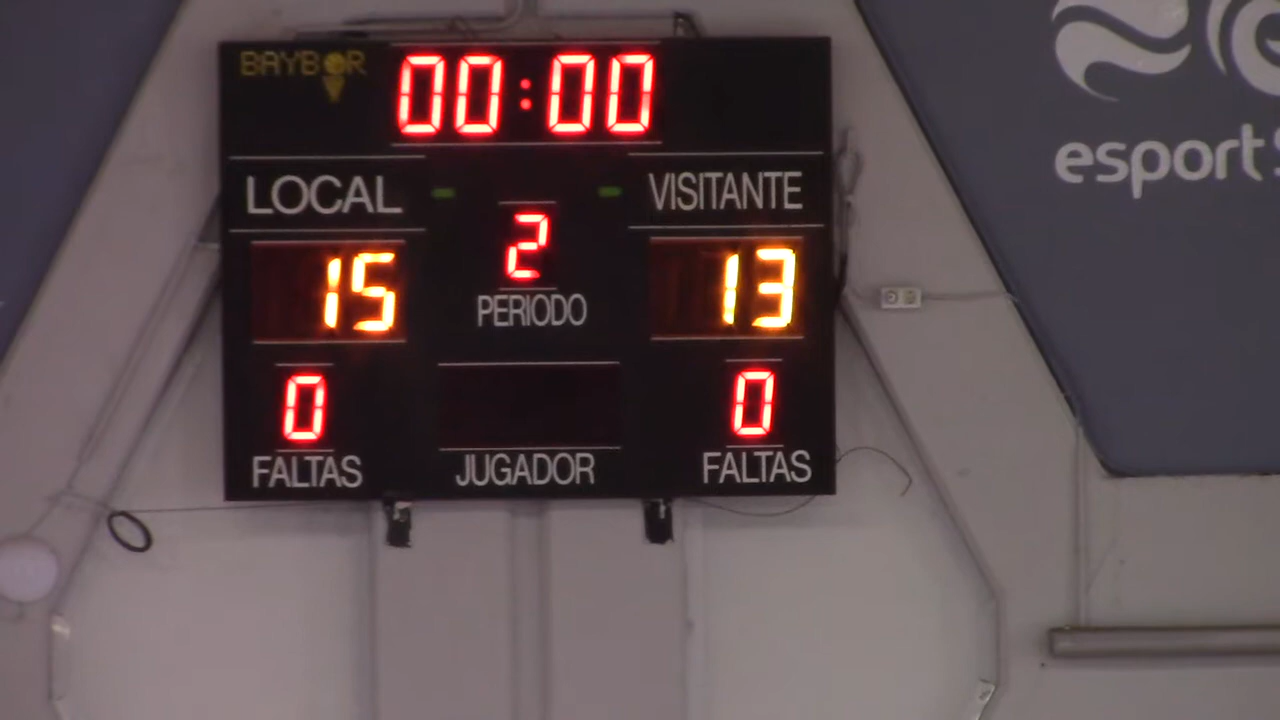 BAYBOR
00:00
LOCAL
VISITANTE
2
15
13
PERIODO
0
0
FALTAS
JUGADOR
FALTAS
esport